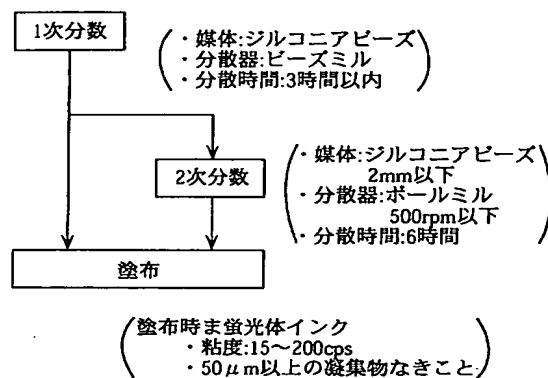 1次分数
・媒体:ジルコニアビーズ
・分散器:ビーズミル
・分散時間:3時間以内
2次分数
・媒体:ジルコニアビーズ
2mm以下
・分散器:ボールミル
500rpm以下
・分散時間:6時間
塗布
塗布時ま蛍光体インク
・粘度:15～200cps
・50μm以上の凝集物なきこと